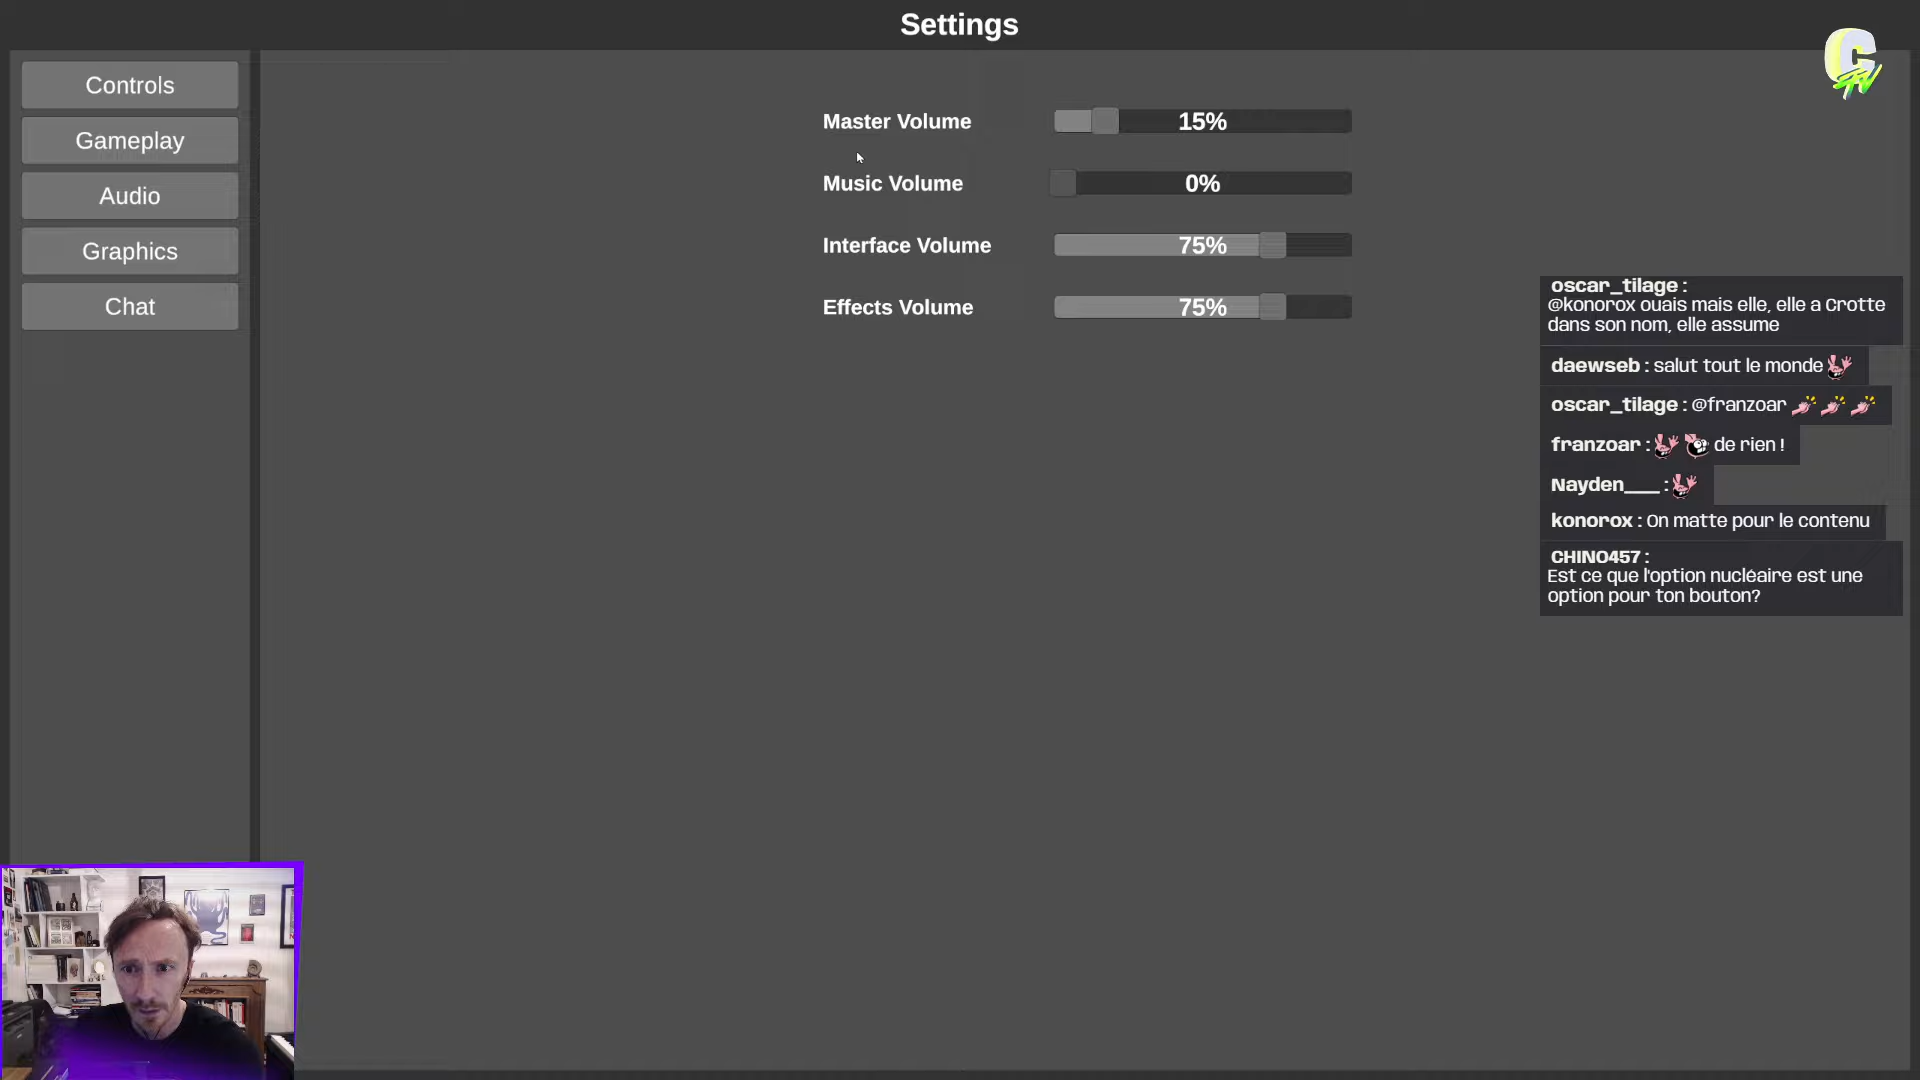 Settings
C
TV
Controls
Gameplay
Audio
Graphics
Chat
Master Volume 15%
Music Volume 0%
Interface Volume 75%
Effects Volume 75%
oscar_tilage :
@konorox ouais mais elle, elle a Crotte
dans son nom, elle assume
daewseb : salut tout le monde
oscar_tilage : @franzoar
franzoar : de rien !
Nayden___ :
konorox : On matte pour le contenu
CHINO457 :
Est ce que l'option nucléaire est une
option pour ton bouton?